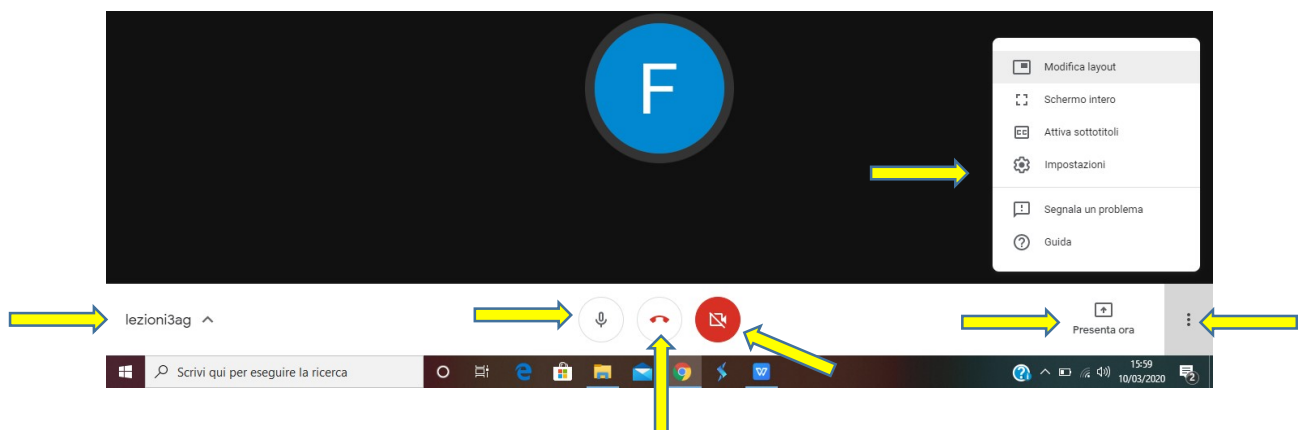 F
Modifica layout
Schermo intero
CC
Attiva sottotitoli
Impostazioni
Segnala un problema
Guida
lezioni3ag
Presenta ora
Scrivi qui per eseguire la ricerca
W
15:59
10/03/2020
2